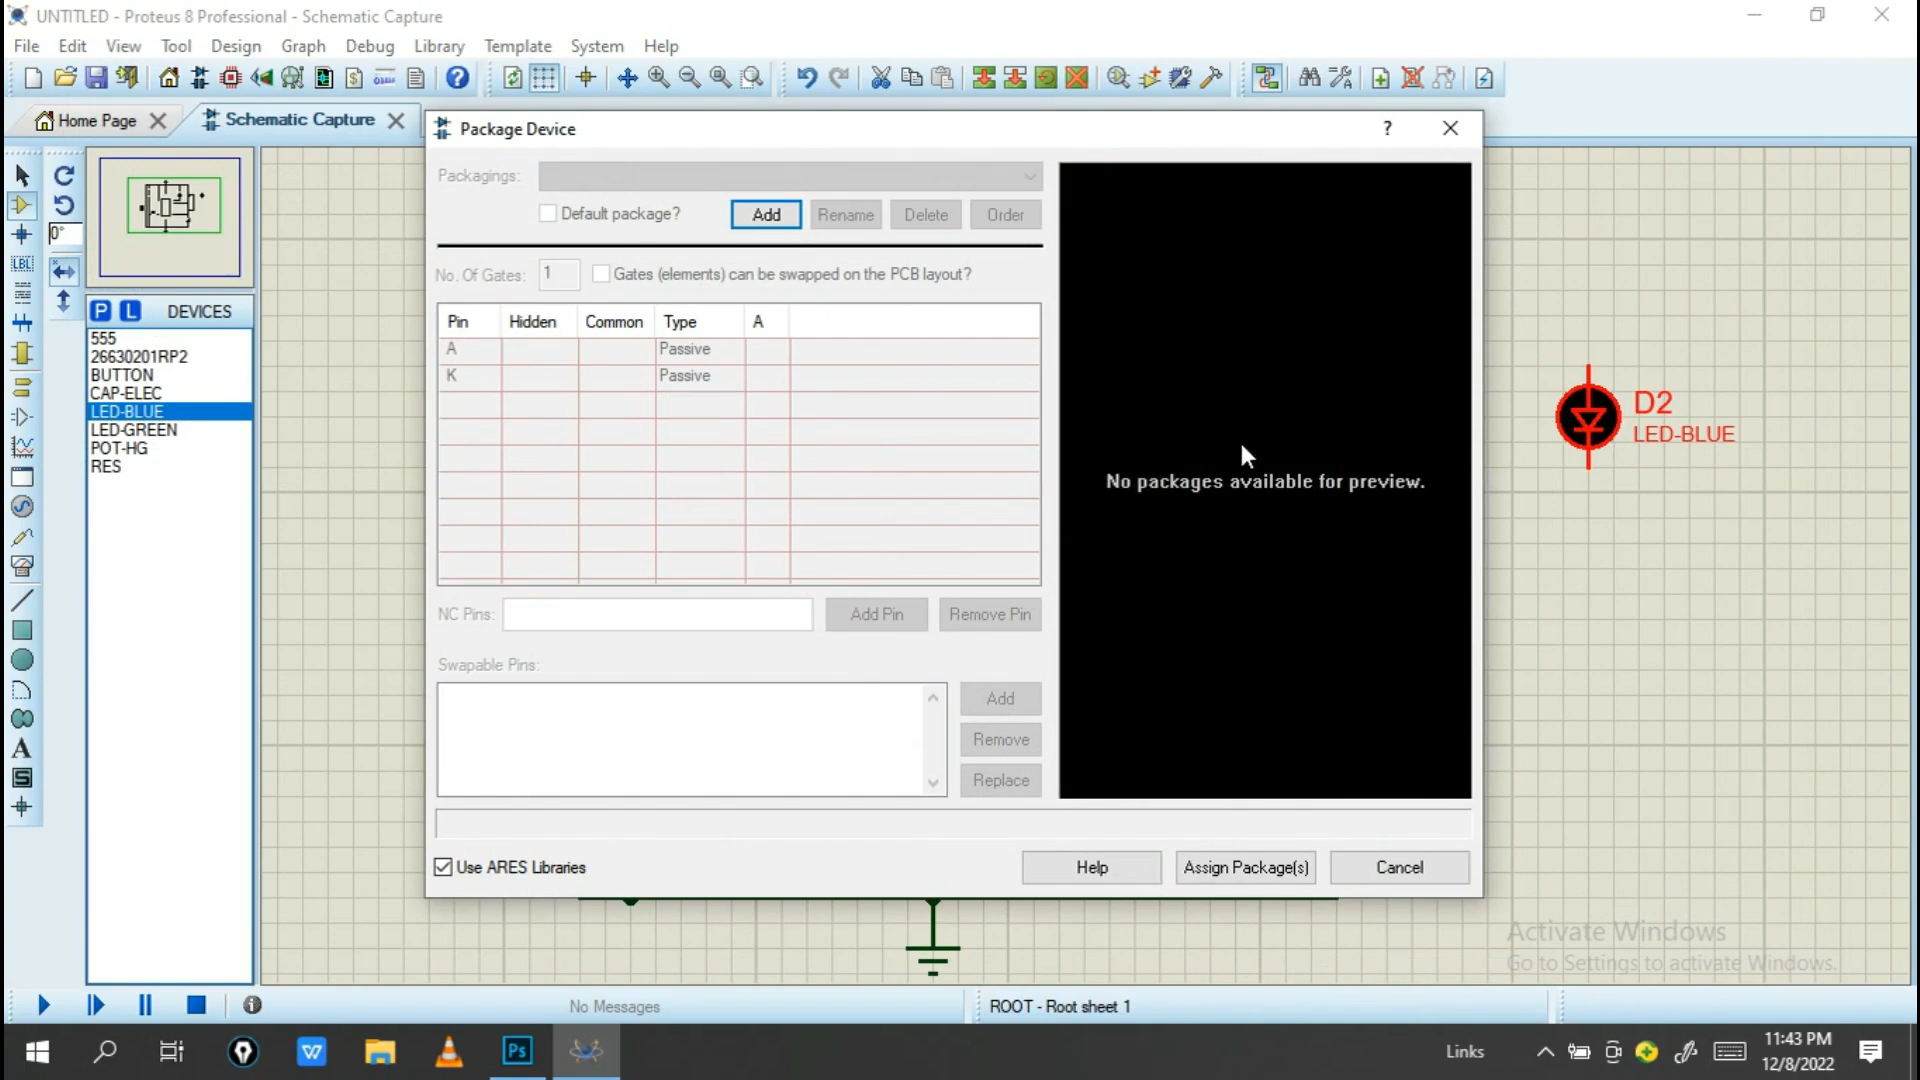 UNTITLED - Proteus 8 Professional - Schematic Capture
File Edit View Tool Design Graph Debug Library Template System Help
Home Page
Schematic Capture
Package Device
?
Packagings:
Default package?
Add
Rename
Delete
Order
No. Of Gates: 1
Gates (elements) can be swapped on the PCB layout?
Pin Hidden Common Type A
A Passive
K Passive
NC Pins:
Add Pin
Remove Pin
Swapable Pins:
Add
Remove
Replace
Use ARES Libraries
Help
Assign Package(s)
Cancel
No packages available for preview.
0°
LBL
A
S
P L DEVICES
555
26630201RP2
BUTTON
CAP-ELEC
LED-BLUE
LED-GREEN
POT-HG
RES
D2
LED-BLUE
Activate Windows
Go to Settings to activate Windows.
No Messages
ROOT - Root sheet 1
W
Ps
Links
11:43 PM
12/8/2022